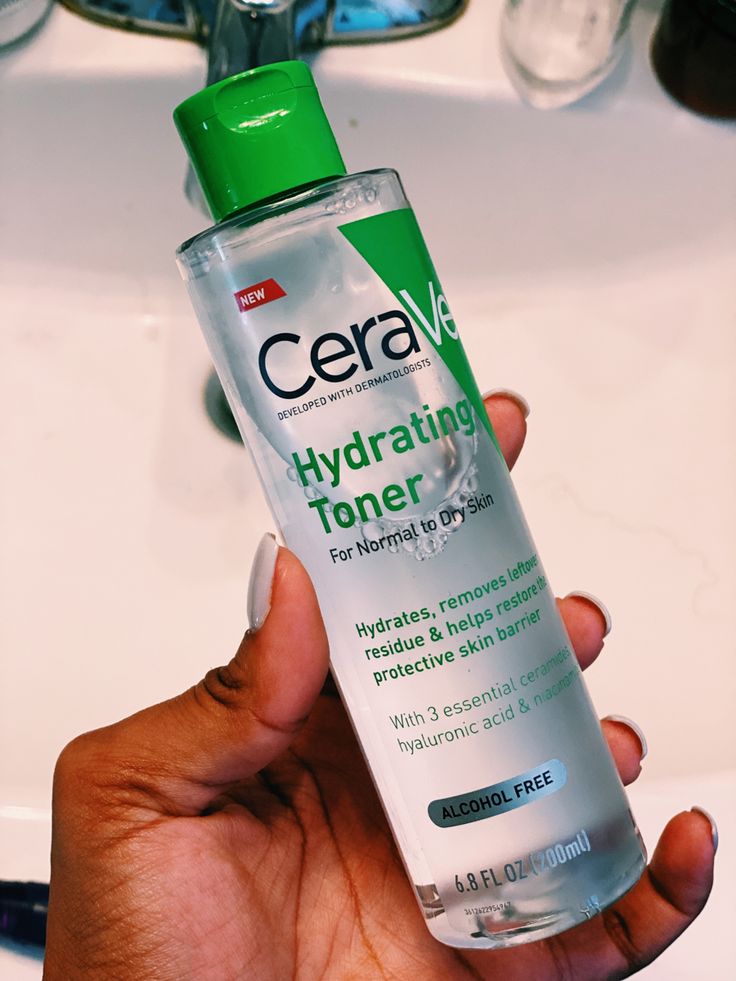 NEW
CeraVe
DEVELOPED WITH DERMATOLOGISTS
Hydrating
Toner
For Normal to Dry Skin
Hydrates, removes leftover
residue & helps restore the
protective skin barrier
With 3 essential ceramides
hyaluronic acid &
ALCOHOL FREE
6.8 FL OZ (200ml)